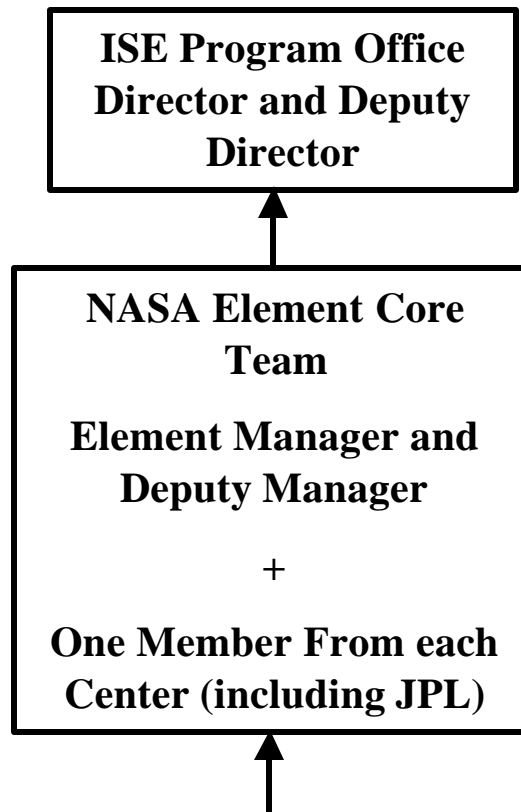 ISE Program Office
Director and Deputy
Director
NASA Element Core
Team
Element Manager and
Deputy Manager
+
One Member From each
Center (including JPL)